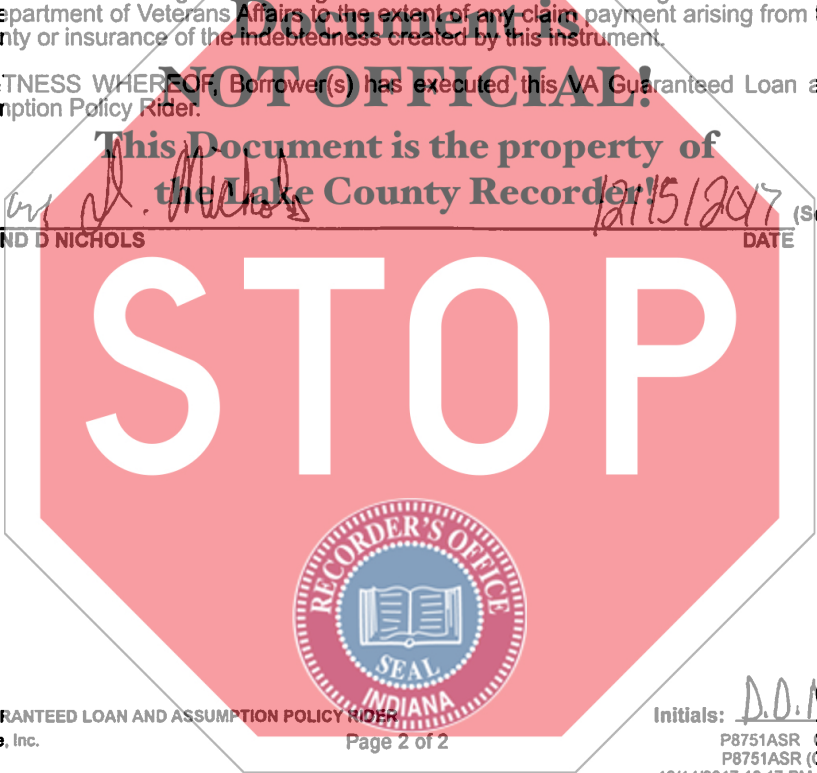 epartment of Veterans Affairs to the extent of any claim payment arising from
Document is
nty or insurance of the indebtedness created by this instrument.
TNESS WHEREOF, Borrower(s) has executed this VA Guaranteed Loan a
NOT OFFICIAL!
mption Policy Rider.
This Document is the property of
the Lake County Recorder!
D. Nichols 12/15/2017 (Se
ND D NICHOLS DATE
STOP
RECORDER'S OFFICE
SEAL
INDIANA
RANTEED LOAN AND ASSUMPTION POLICY RIDER
Initials: D.D.N
e, Inc.
Page 2 of 2
P8751ASR (
P8751ASR (